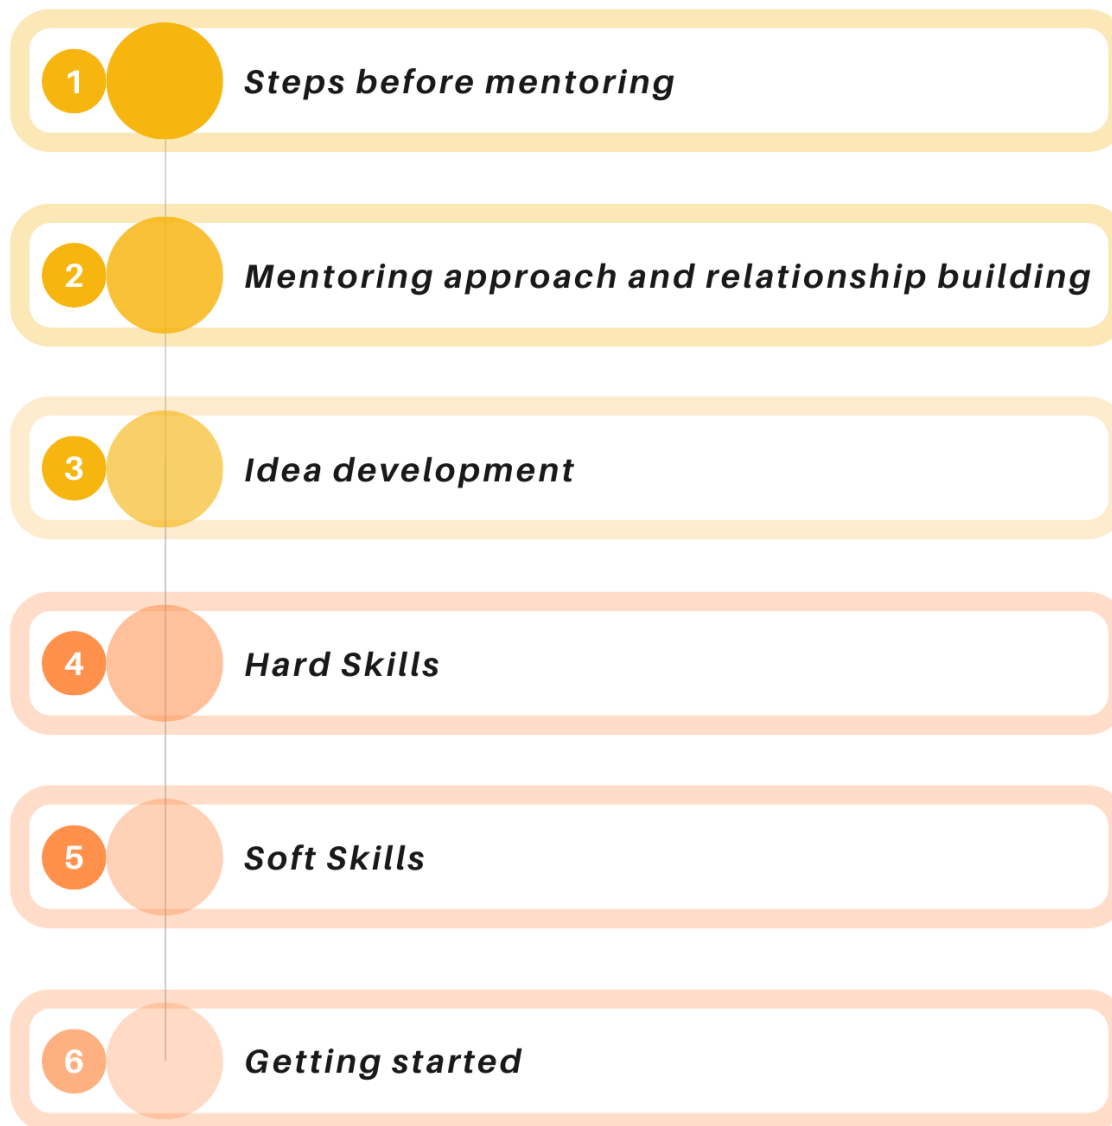 1 Steps before mentoring
2 Mentoring approach and relationship building
3 Idea development
4 Hard Skills
5 Soft Skills
6 Getting started